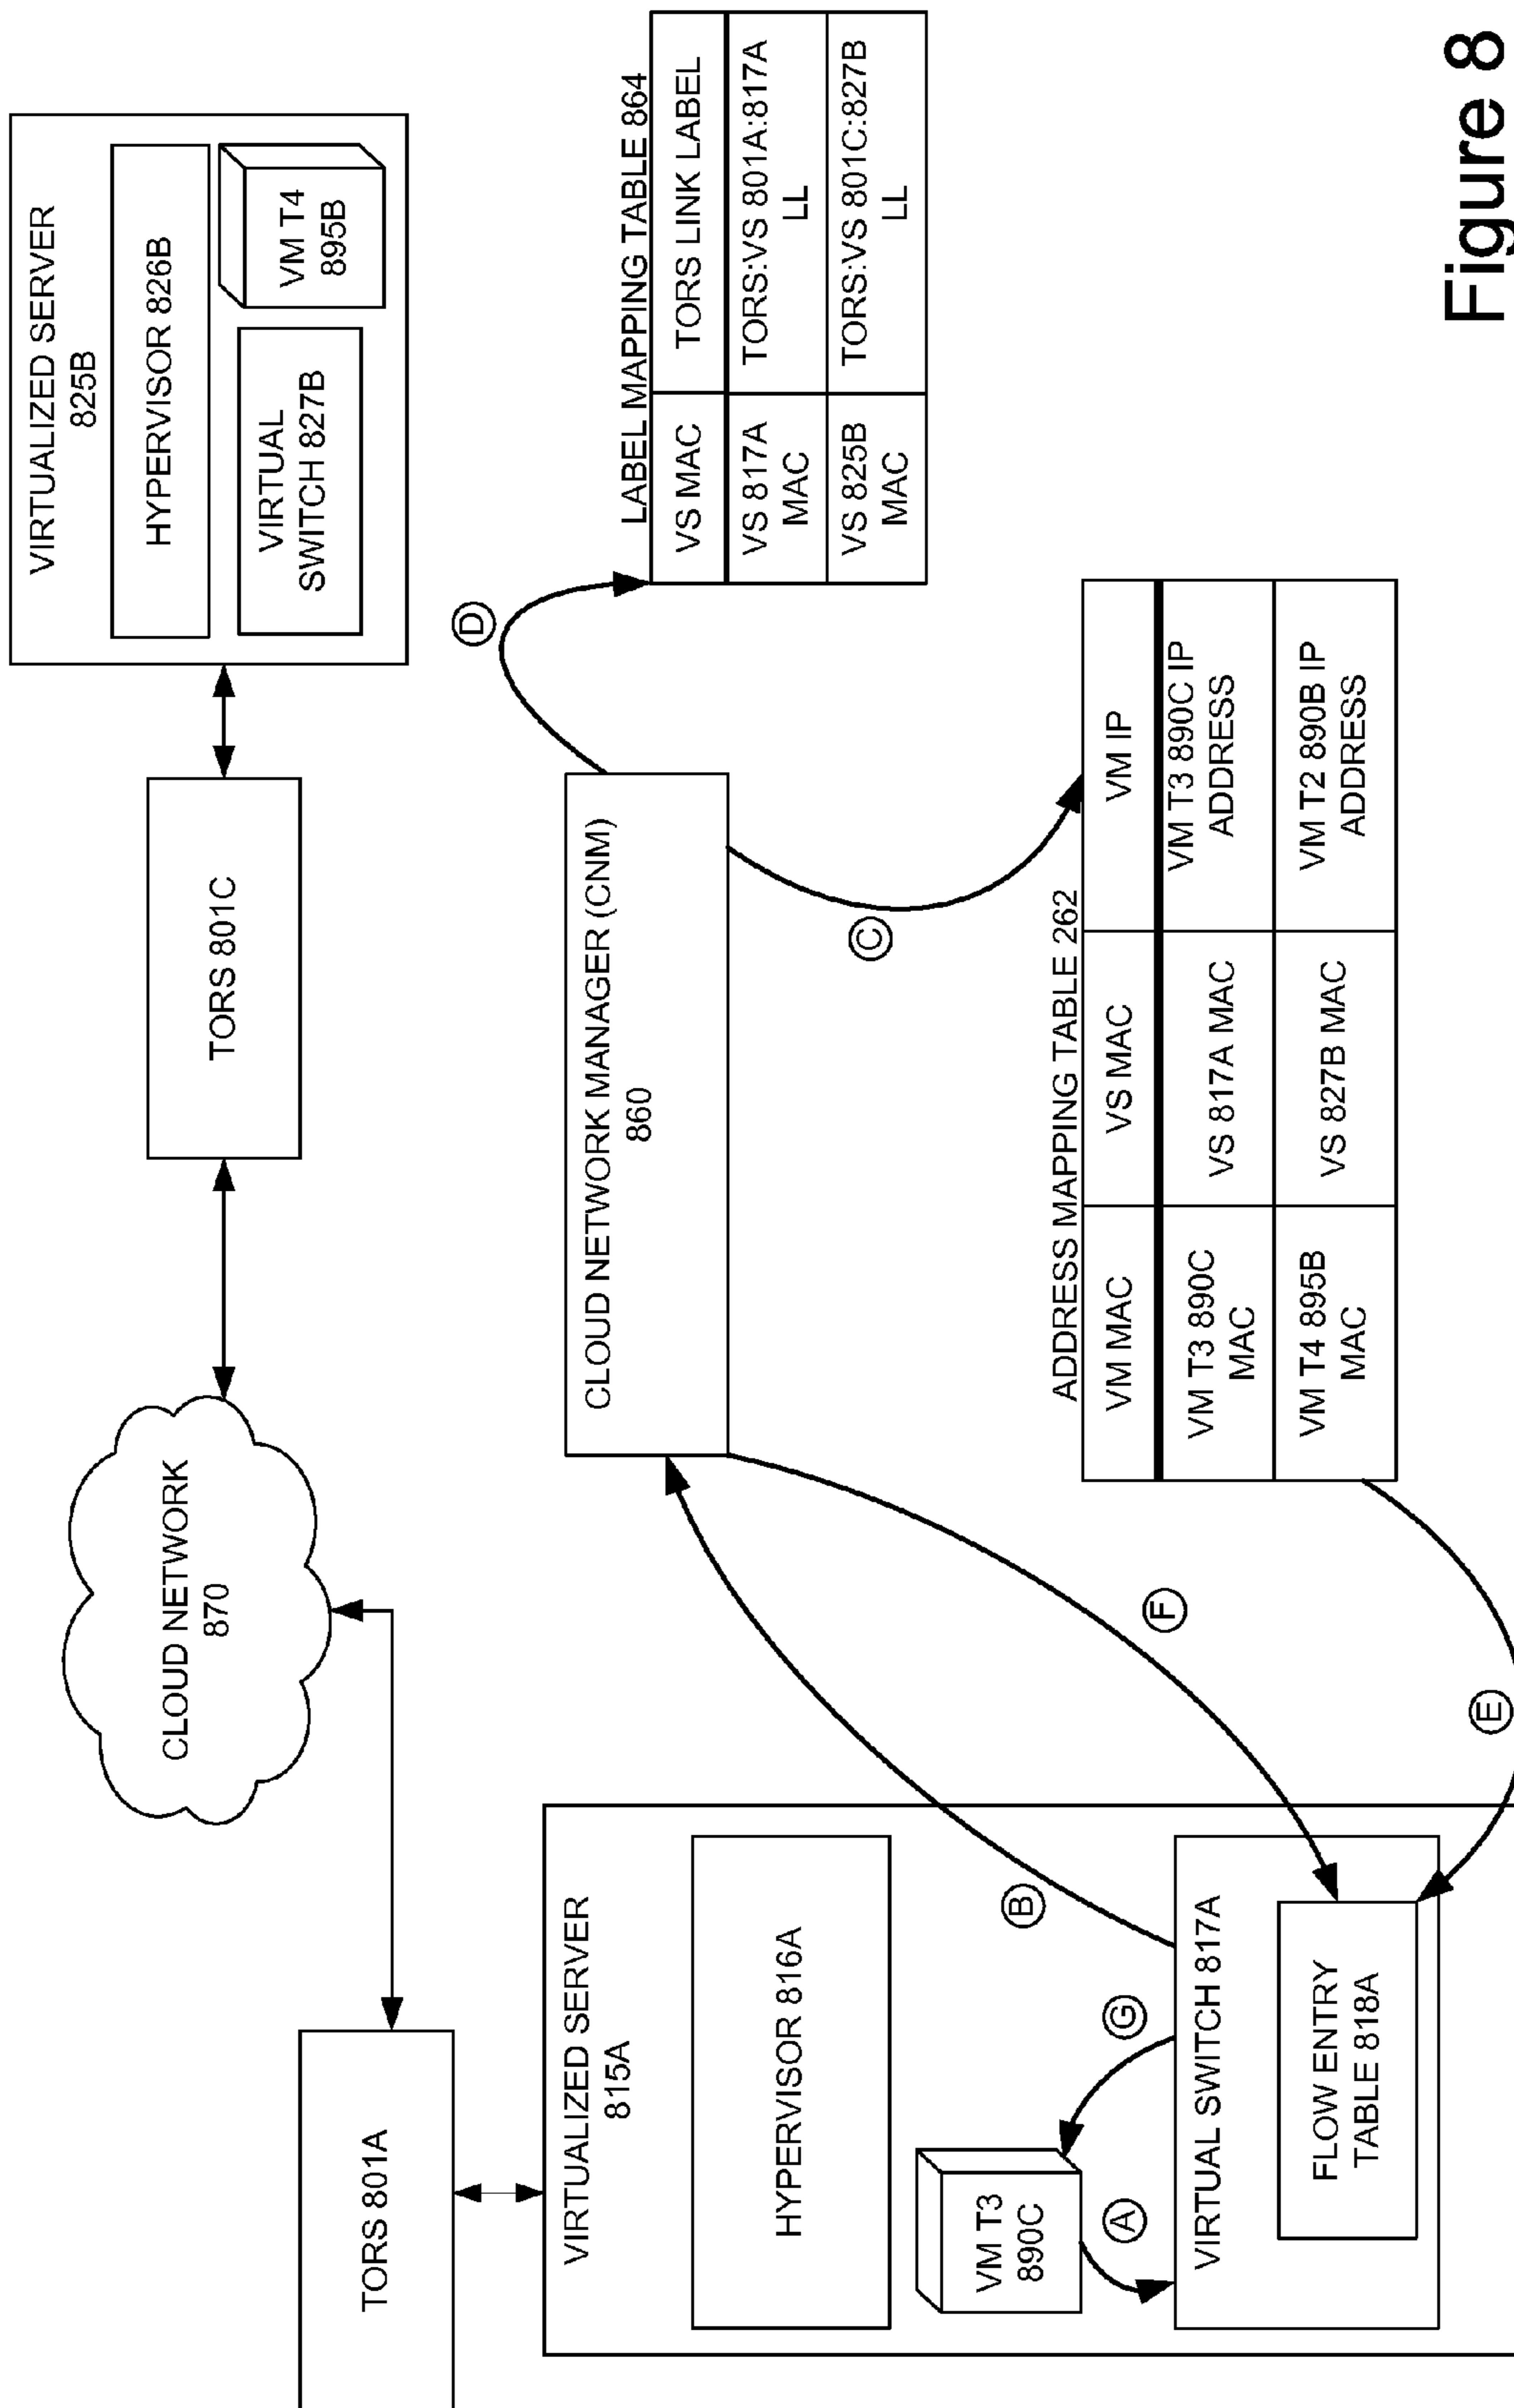 VIRTUALIZED SERVER
825B
HYPERVISOR 826B
VIRTUAL
SWITCH 827B
VM T4
895B
TORS 801C
CLOUD NETWORK
870
TORS 801A
VIRTUALIZED SERVER
815A
HYPERVISOR 816A
VM T3
890C
A
G
VIRTUAL SWITCH 817A
FLOW ENTRY
TABLE 818A
B
F
E
CLOUD NETWORK MANAGER (CNM)
860
C
D
LABEL MAPPING TABLE 864
VS MAC
TORS LINK LABEL
VS 817A
MAC
TORS:VS 801A:817A
LL
VS 825B
MAC
TORS:VS 801C:827B
LL
ADDRESS MAPPING TABLE 262
VM MAC
VS MAC
VM IP
VM T3 890C
MAC
VS 817A MAC
VM T3 890C IP
ADDRESS
VM T4 895B
MAC
VS 827B MAC
VM T2 890B IP
ADDRESS
Figure 8